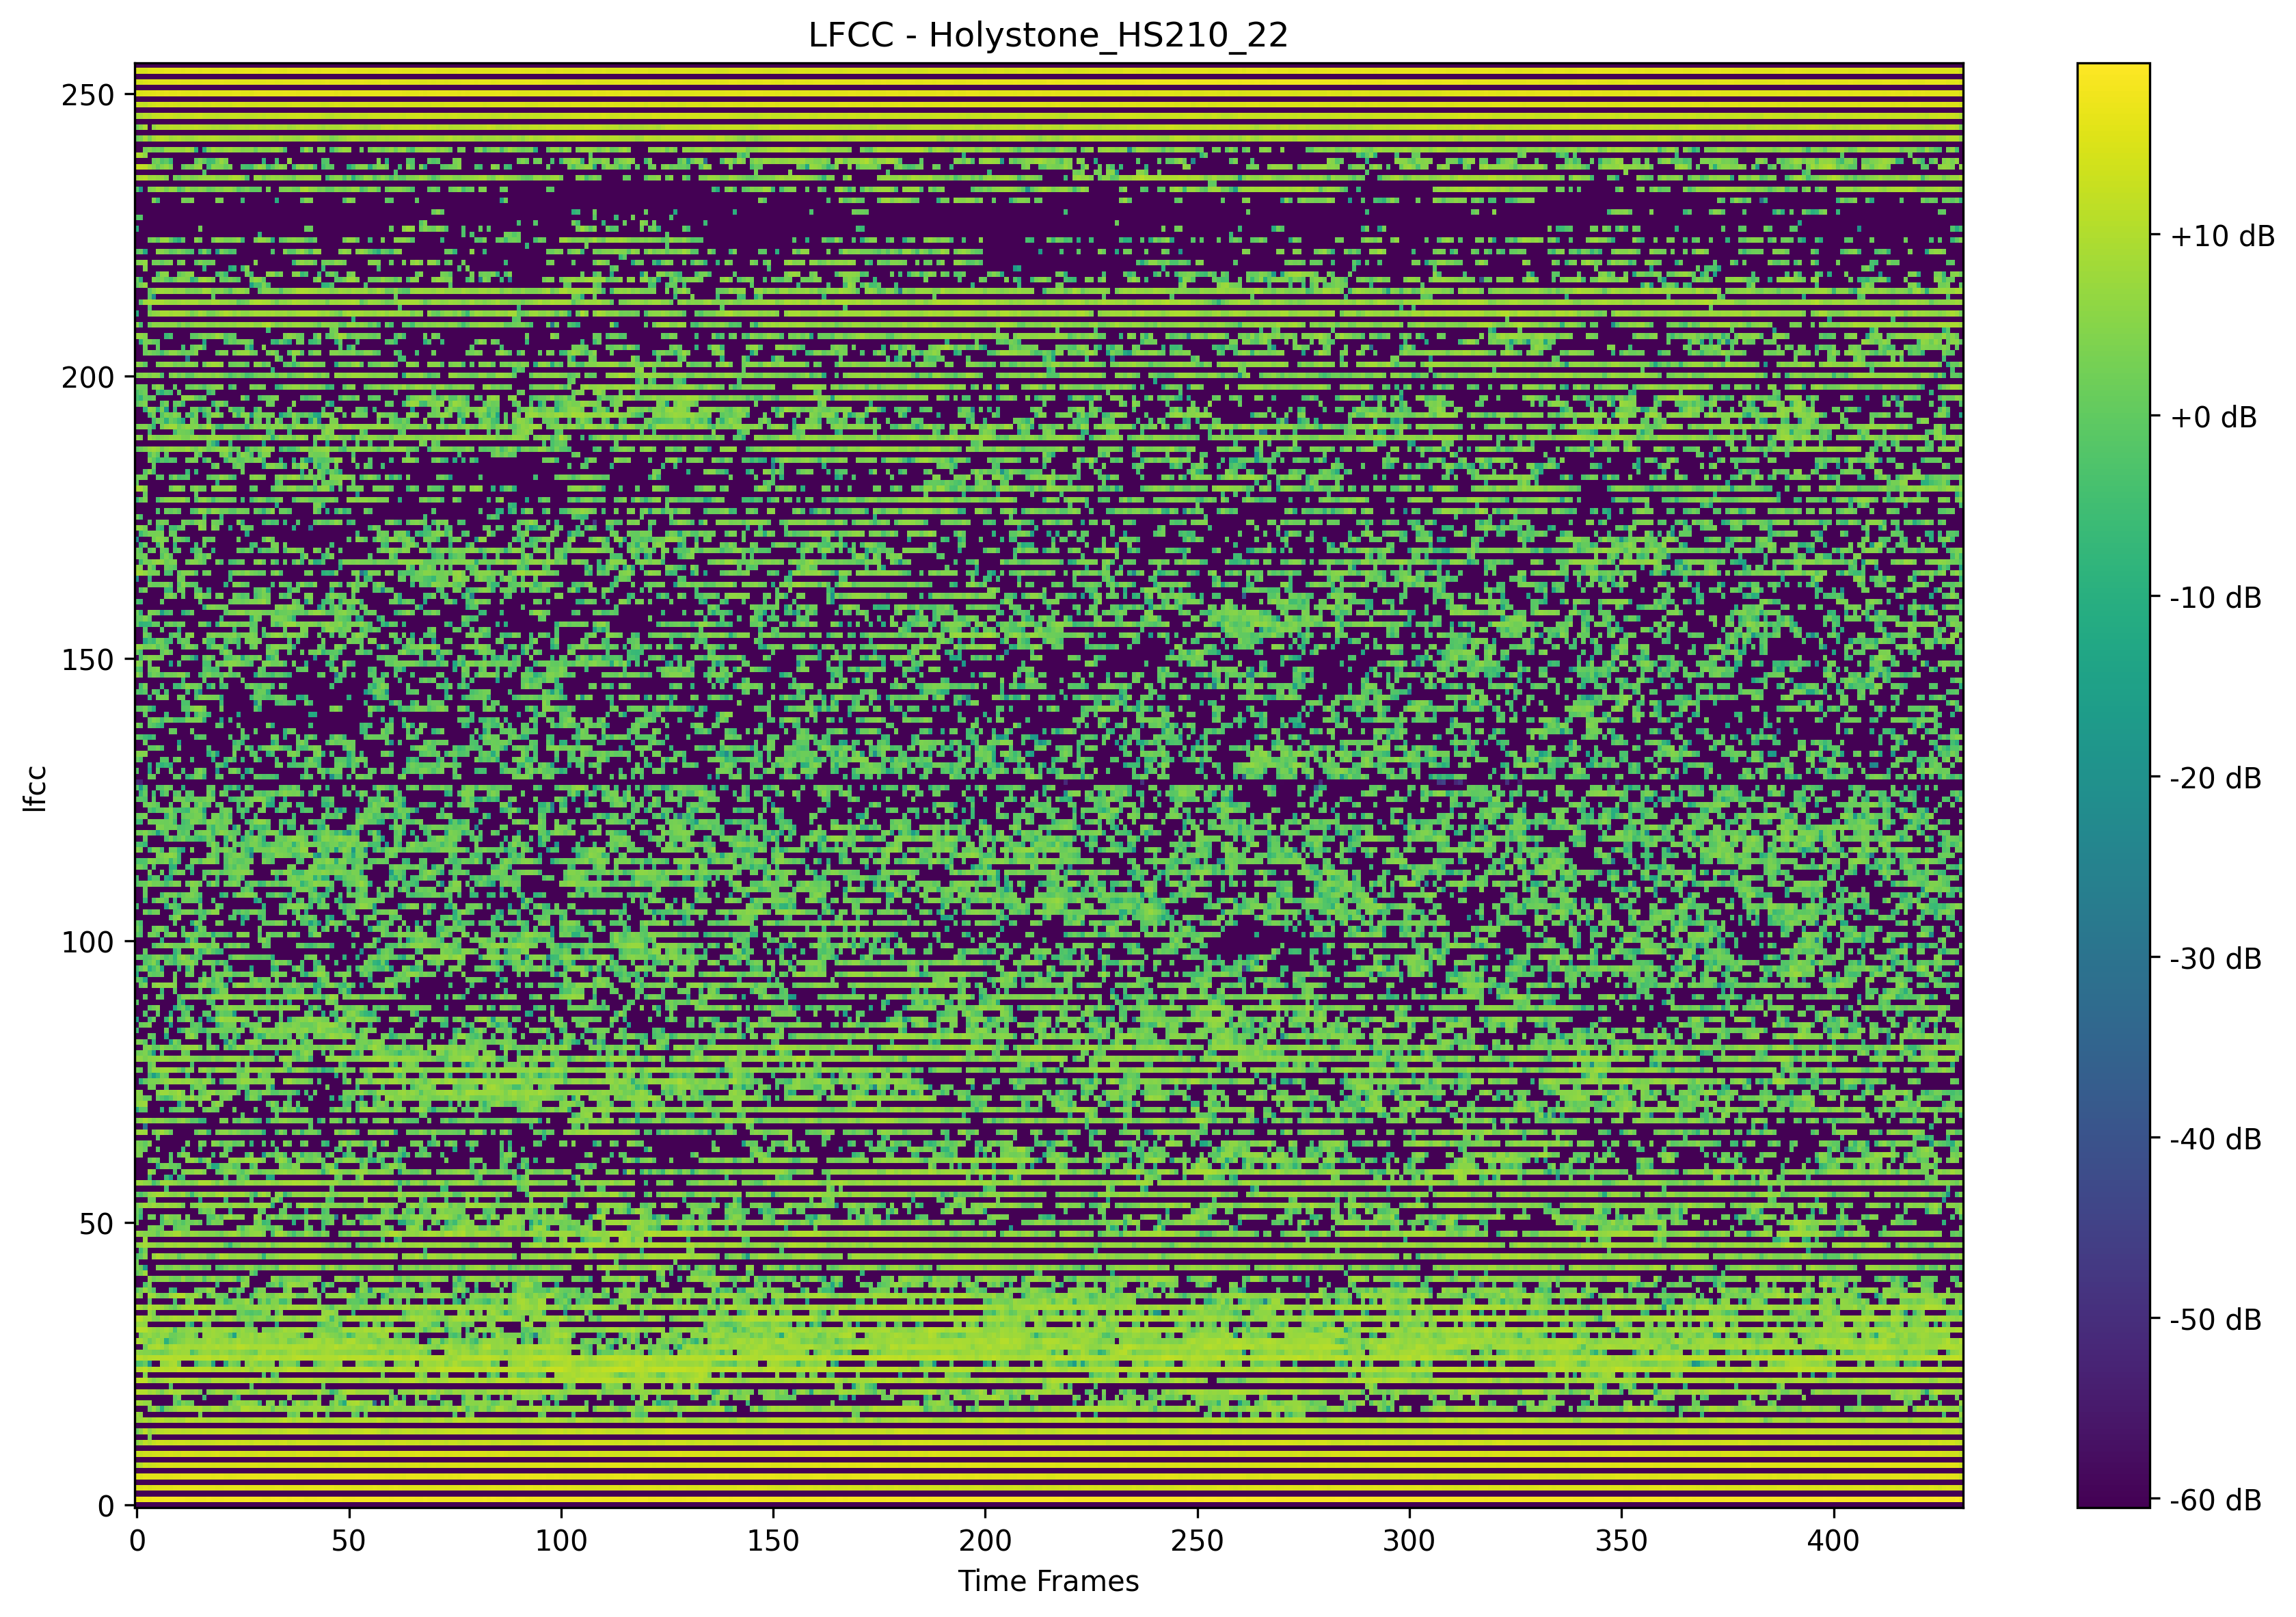 LFCC - Holystone_HS210_22
250
200
150
100
50
0
lfcc
0 50 100 150 200 250 300 350 400
Time Frames
+10 dB
+0 dB
-10 dB
-20 dB
-30 dB
-40 dB
-50 dB
-60 dB